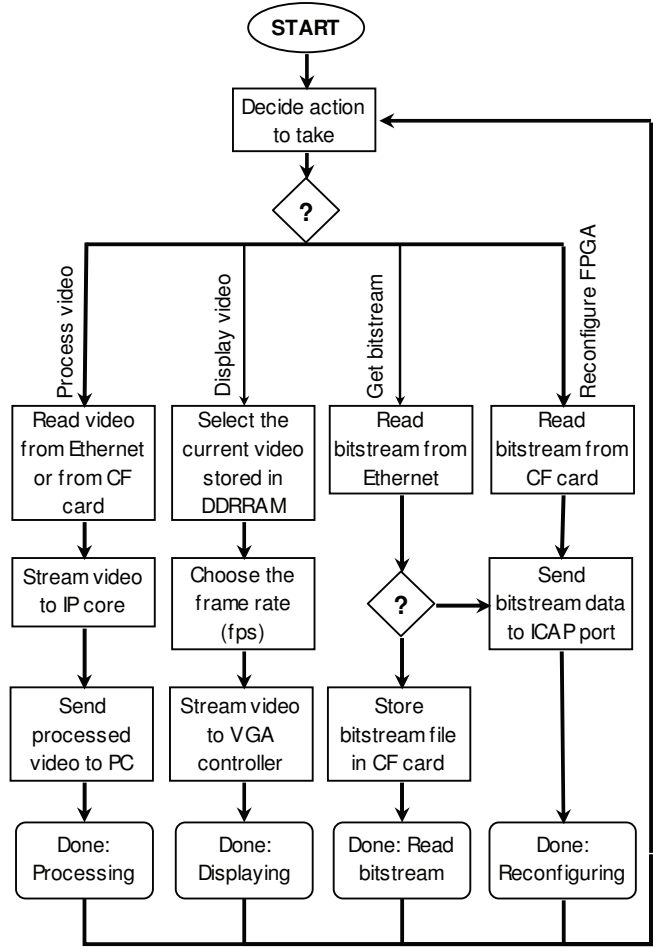 START
Decide action
to take
?
Process video
Display video
Get bitstream
Reconfigure FPGA
Read video
from Ethernet
or from CF
card
Select the
current video
stored in
DDRRAM
Read
bitstream from
Ethernet
Read
bitstream from
CF card
Stream video
to IP core
Choose the
frame rate
(fps)
?
Send
bitstream data
to ICAP port
Send
processed
video to PC
Stream video
to VGA
controller
Store
bitstream file
in CF card
Done:
Processing
Done:
Displaying
Done: Read
bitstream
Done:
Reconfiguring